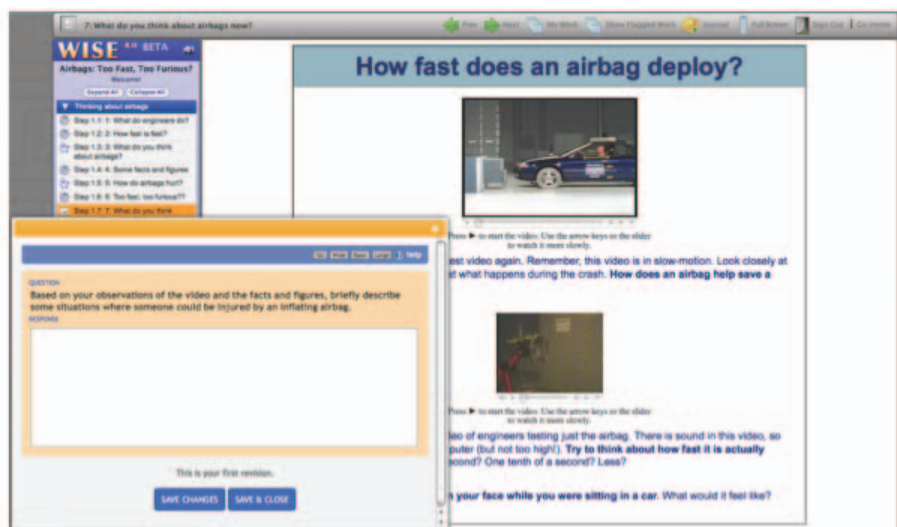 7: What do you think about airbags now?
Prev Next My Work Show Flagged Work Journal Full Screen Sign Out Go Home
WISE BETA
Airbags: Too Fast, Too Furious?
Welcome!
Expand All Collapse All
Thinking about airbags
Step 1.1: 1: What do engineers do?
Step 1.2: 2: How fast is fast?
Step 1.3: 3: What do you think
about airbags?
Step 1.4: 4: Some facts and figures
Step 1.5: 5: How do airbags hurt?
Step 1.6: 6: Too fast, too furious??
Step 1.7: 7: What do you think
How fast does an airbag deploy?
Press ► to start the video. Use the arrow keys or the slider
to watch it more slowly.
est video again. Remember, this video is in slow-motion. Look closely at
at what happens during the crash. How does an airbag help save a
help
QUESTION
Based on your observations of the video and the facts and figures, briefly describe
some situations where someone could be injured by an inflating airbag.
RESPONSE
This is your first revision.
SAVE CHANGES SAVE & CLOSE
Press ► to start the video. Use the arrow keys or the slider
to watch it more slowly.
eo of engineers testing just the airbag. There is sound in this video, so
puter (but not too high!). Try to think about how fast it is actually
econd? One tenth of a second? Less?
n your face while you were sitting in a car. What would it feel like?